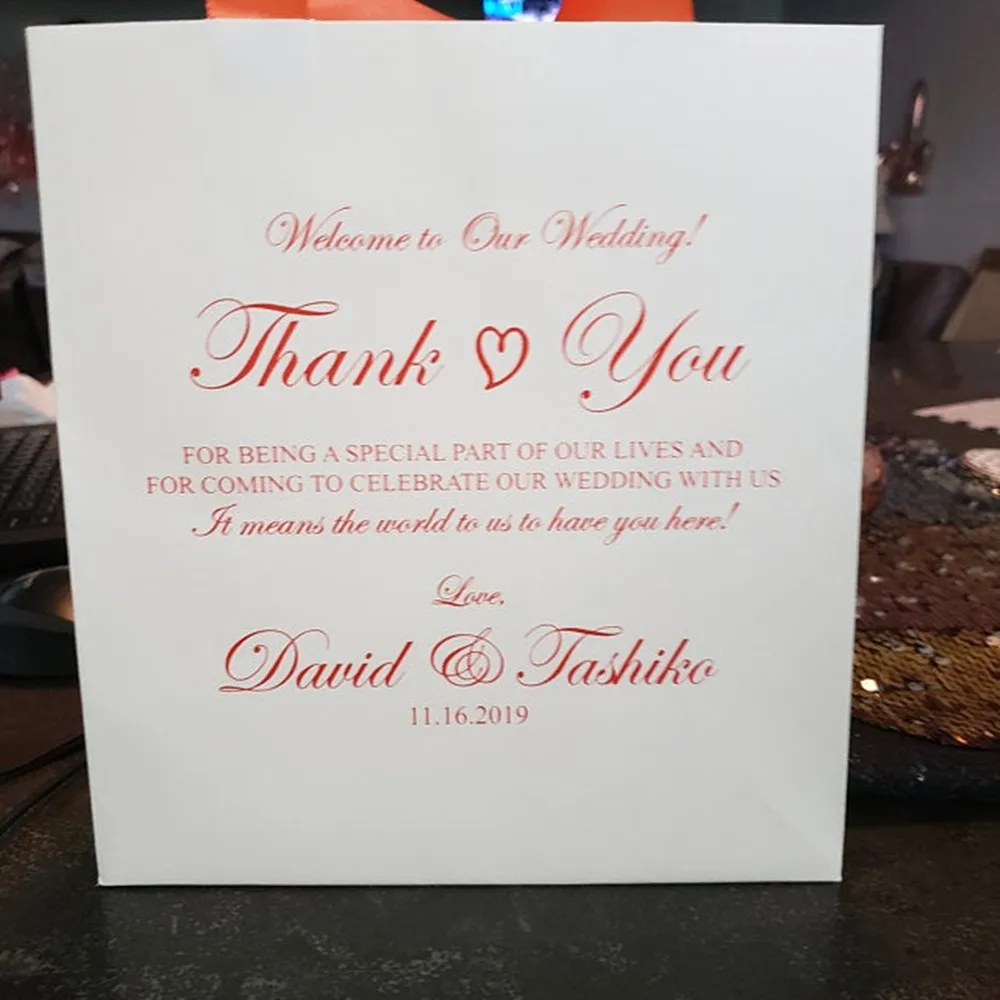 Welcome to Our Wedding!
Thank ♡ You
FOR BEING A SPECIAL PART OF OUR LIVES AND
FOR COMING TO CELEBRATE OUR WEDDING WITH US
It means the world to us to have you here!
Love,
David & Tashiko
11.16.2019